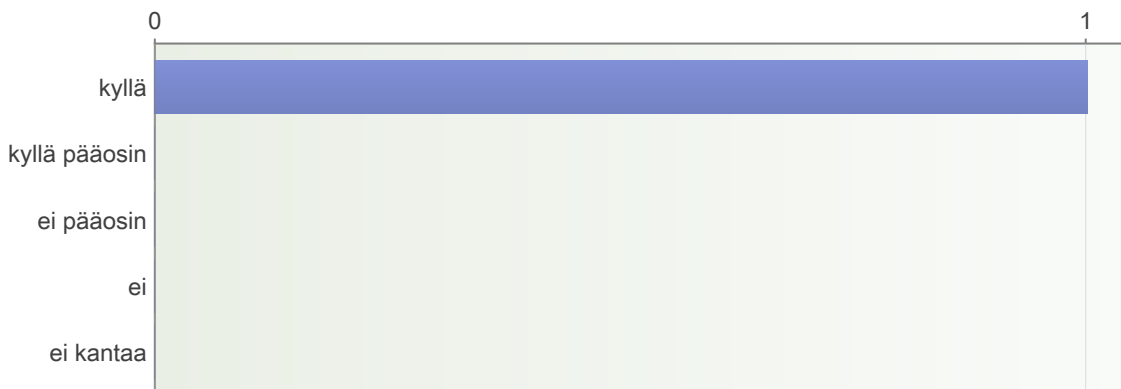 0 1
kyllä
kyllä pääosin
ei pääosin
ei
ei kantaa